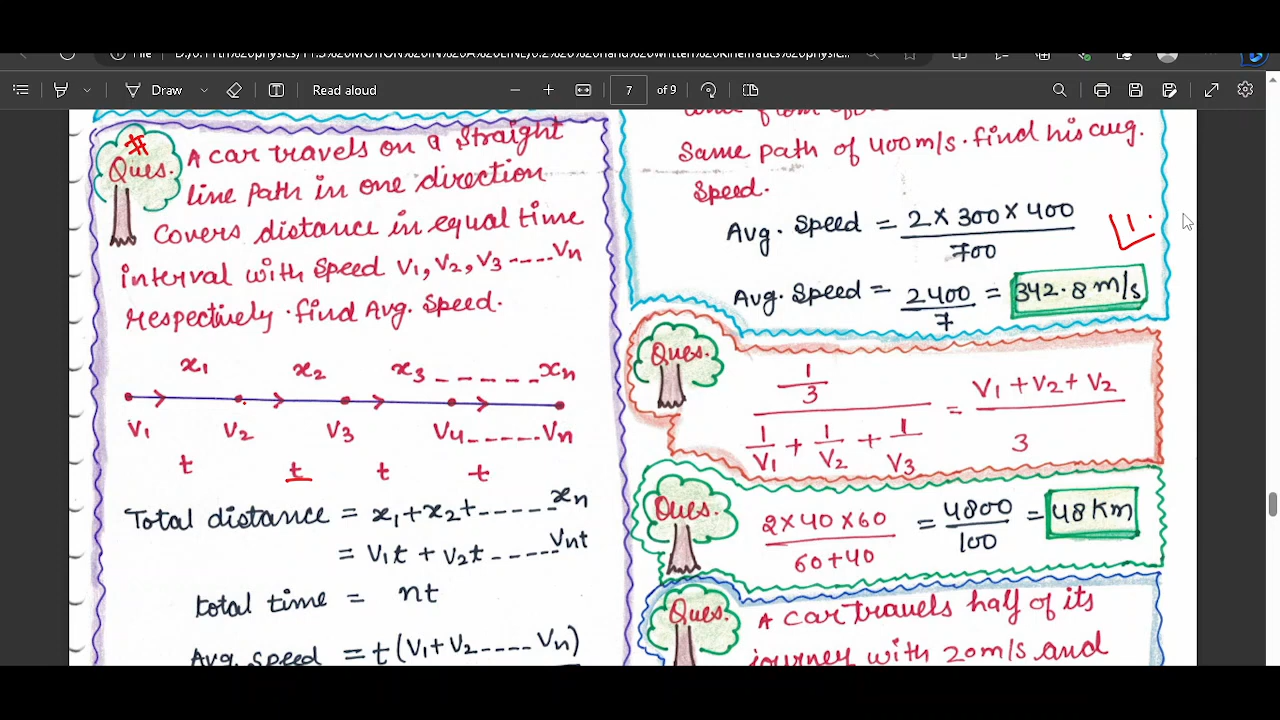 File
Draw
Read aloud
7
of 9
#
Ques.
A car travels on a straight
line path in one direction
Covers distance in equal time
interval with speed V1, V2, V3 ----- Vn
respectively. find Avg. speed.
x1 x2 x3 ------ xn
V1 V2 V3 V4 ----- Vn
t t t t
Total distance = x1+x2+ ----- xn
= V1t + V2t ----- Vnt
total time = nt
Avg. speed = t (V1+V2 ---- Vn)
Same path of 400m/s. find his avg.
speed.
Avg. speed = 2 × 300 × 400
700
Avg. speed = 2400 = 342.8 m/s
7
Ques.
1
3
= V1 + V2 + V2
1 + 1 + 1
V1 V2 V3
3
Ques.
2×40×60 = 4800 = 48 Km
60+40 100
Ques.
A car travels half of its
journey with 20m/s and